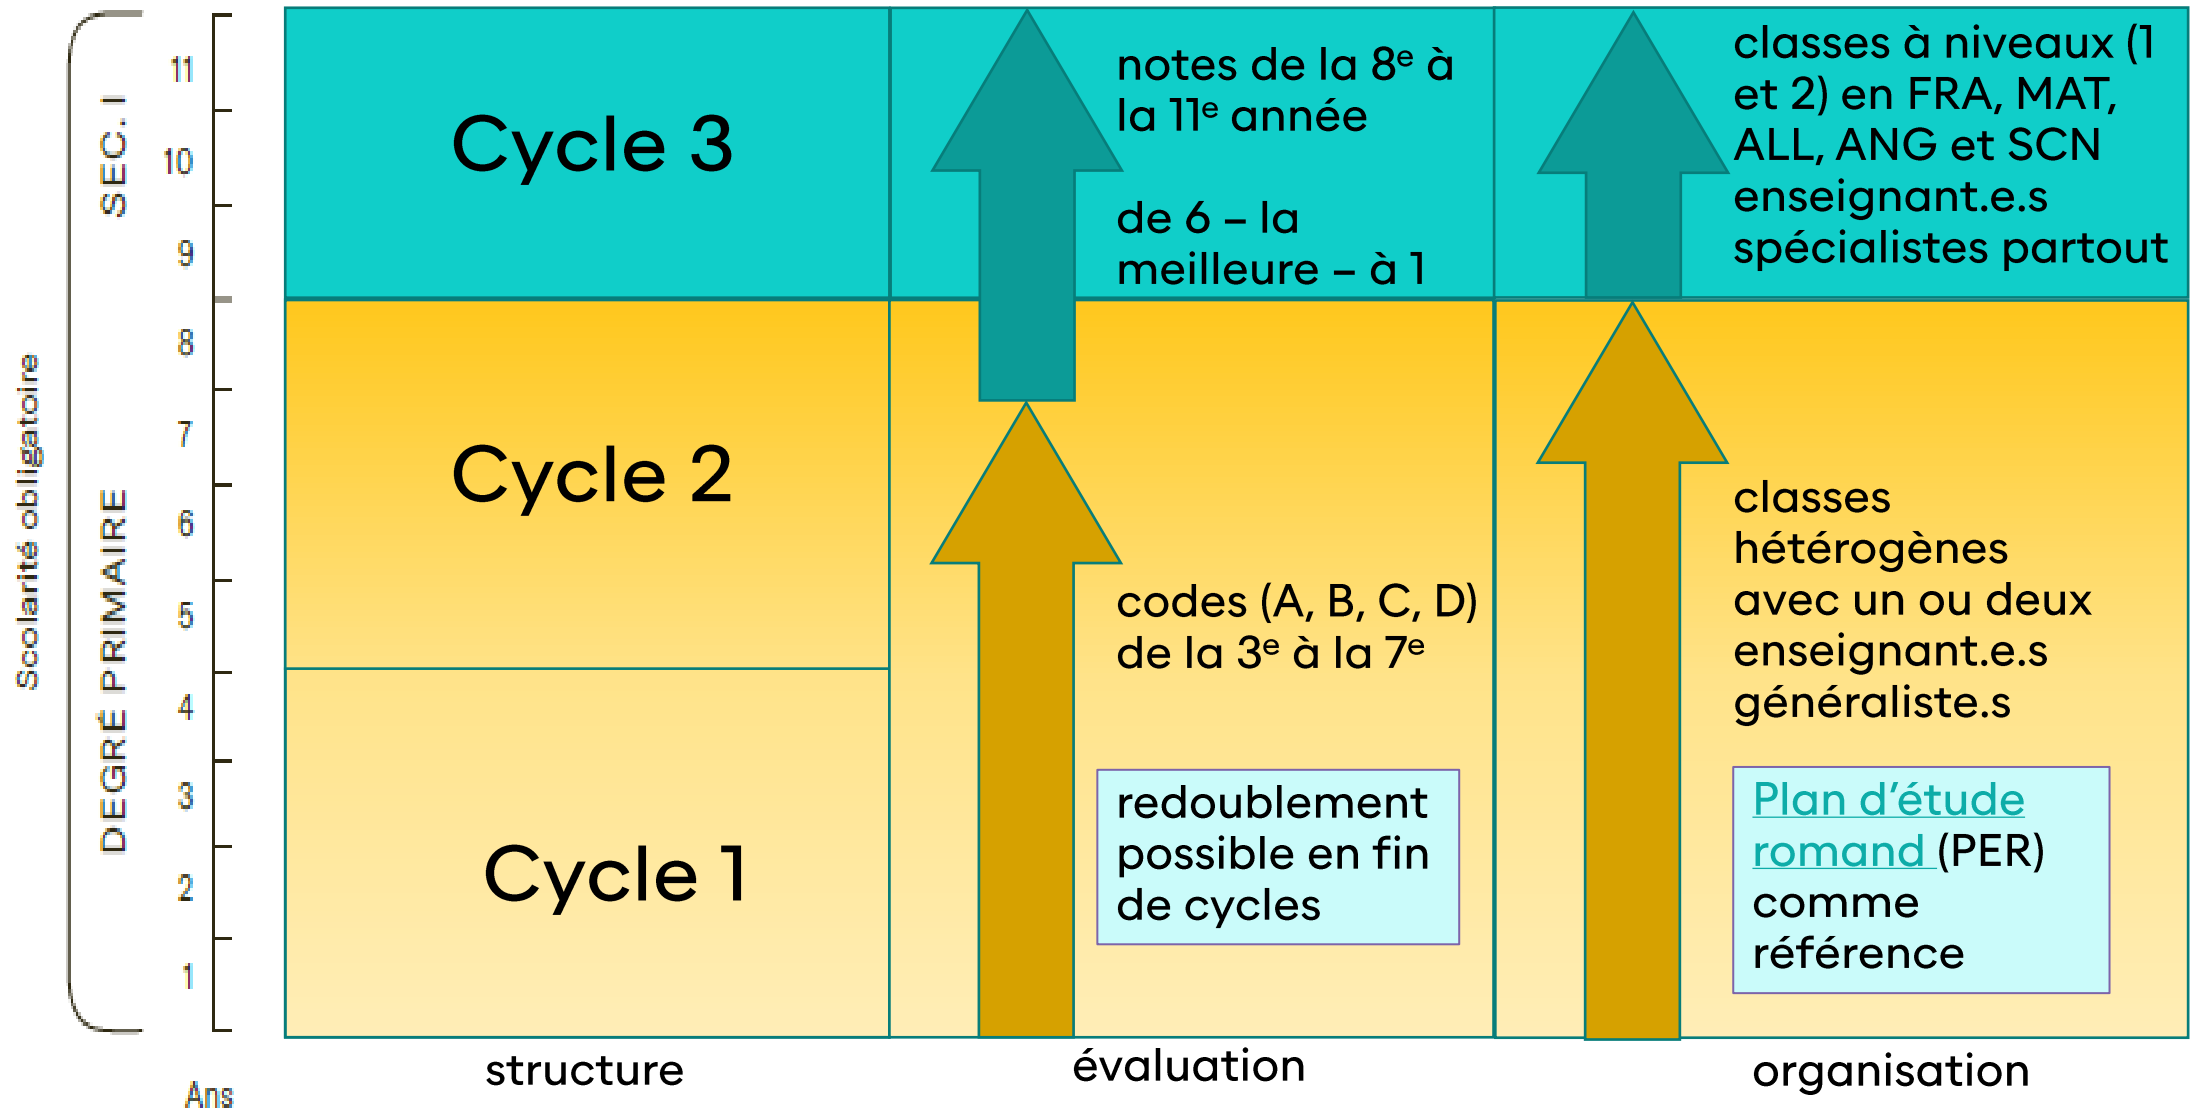 Scolarité obligatoire
SEC. I
DEGRÉ PRIMAIRE
11
10
9
8
7
6
5
4
3
2
1
Ans
Cycle 3
Cycle 2
Cycle 1
structure
notes de la 8e à
la 11e année
de 6 – la
meilleure – à 1
codes (A, B, C, D)
de la 3e à la 7e
redoublement
possible en fin
de cycles
évaluation
classes à niveaux (1
et 2) en FRA, MAT,
ALL, ANG et SCN
enseignant.e.s
spécialistes partout
classes
hétérogènes
avec un ou deux
enseignant.e.s
généraliste.s
Plan d’étude
romand (PER)
comme
référence
organisation